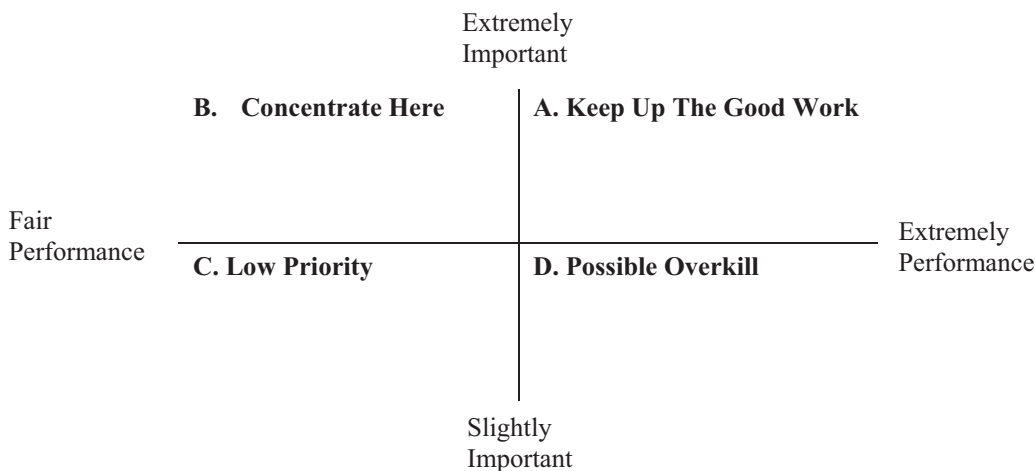 Extremely
Important
B. Concentrate Here
A. Keep Up The Good Work
Fair
Performance
Extremely
Performance
C. Low Priority
D. Possible Overkill
Slightly
Important